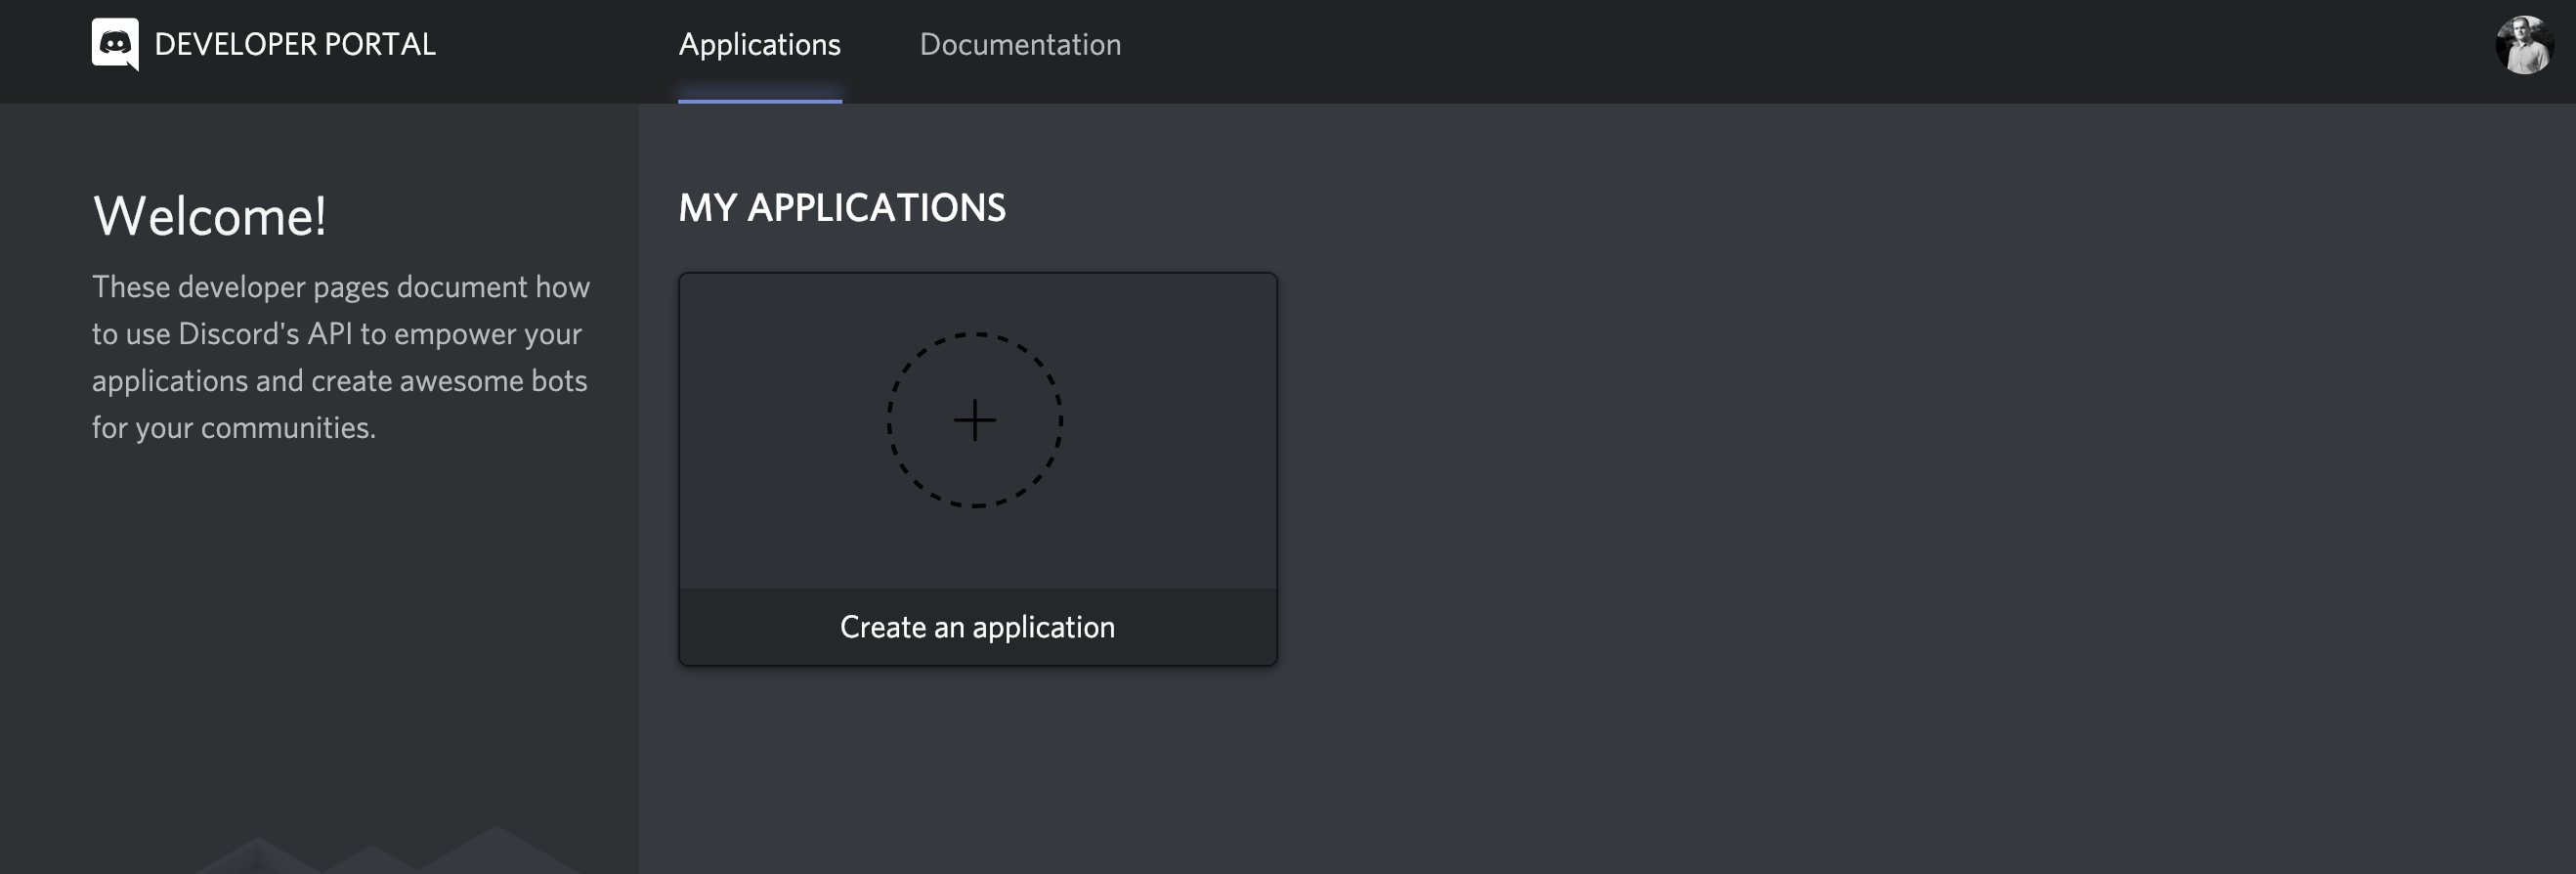 DEVELOPER PORTAL
Applications
Documentation
Welcome!
These developer pages document how
to use Discord's API to empower your
applications and create awesome bots
for your communities.
MY APPLICATIONS
Create an application